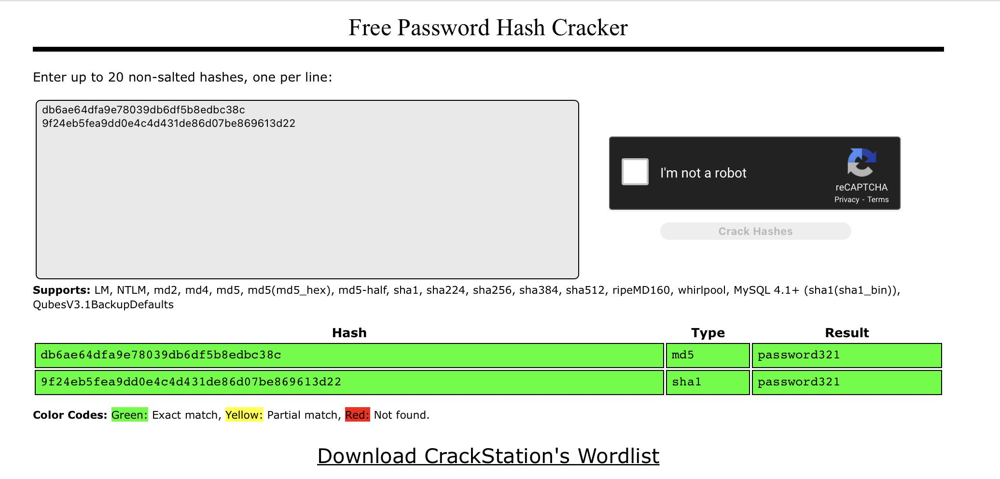 Free Password Hash Cracker
Enter up to 20 non-salted hashes, one per line:
db6ae64dfa9e78039db6df5b8edbc38c
9f24eb5fea9dd0e4c4d431de86d07be869613d22
I'm not a robot
reCAPTCHA
Privacy - Terms
Crack Hashes
Supports: LM, NTLM, md2, md4, md5, md5(md5_hex), md5-half, sha1, sha224, sha256, sha384, sha512, ripeMD160, whirlpool, MySQL 4.1+ (sha1(sha1_bin)),
QubesV3.1BackupDefaults
Hash Type Result
db6ae64dfa9e78039db6df5b8edbc38c md5 password321
9f24eb5fea9dd0e4c4d431de86d07be869613d22 sha1 password321
Color Codes: Green: Exact match, Yellow: Partial match, Red: Not found.
Download CrackStation's Wordlist